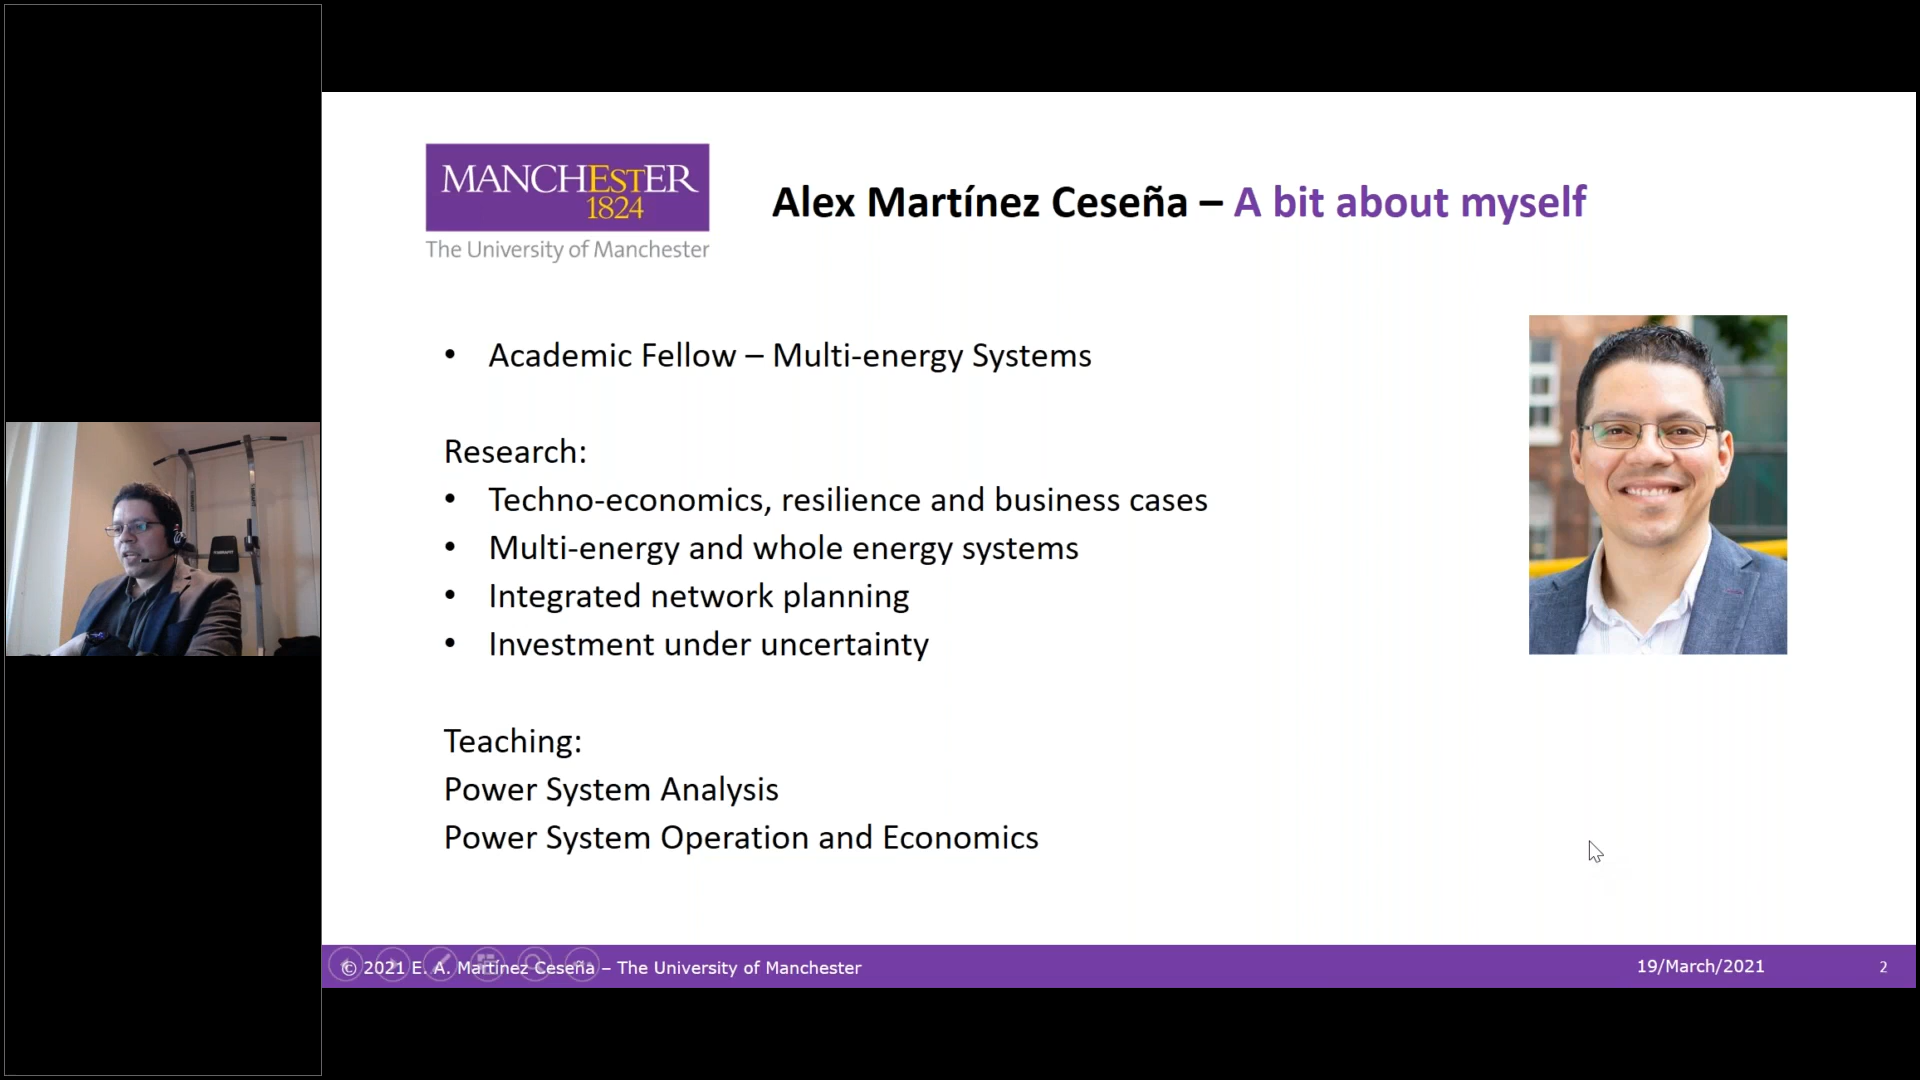 MANCHESTER
1824
The University of Manchester
Alex Martínez Ceseña – A bit about myself
• Academic Fellow – Multi-energy Systems
Research:
• Techno-economics, resilience and business cases
• Multi-energy and whole energy systems
• Integrated network planning
• Investment under uncertainty
Teaching:
Power System Analysis
Power System Operation and Economics
© 2021 E. A. Martínez Ceseña – The University of Manchester
19/March/2021
2